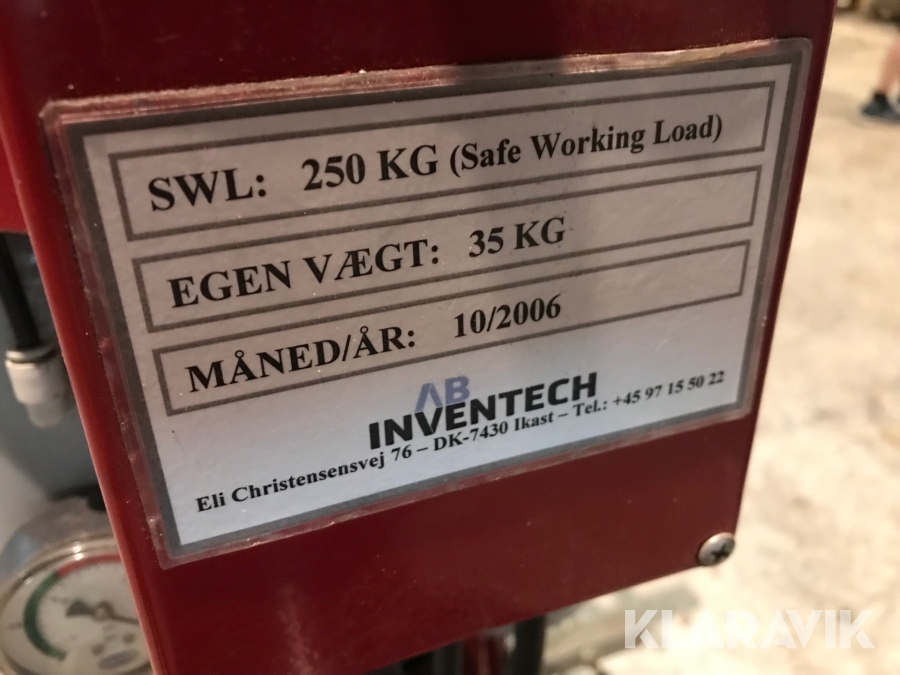 SWL: 250 KG (Safe Working Load)
EGEN VÆGT: 35 KG
MÅNED/ÅR: 10/2006
AB
INVENTECH
Eli Christensensvej 76 – DK-7430 Ikast – Tel.: +45 97 15 50 22
KLARAVIK